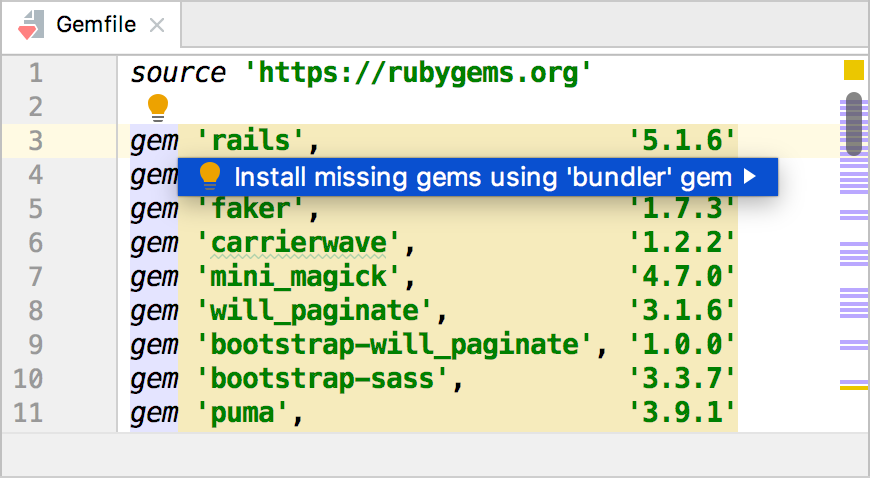 Gemfile
1 source 'https://rubygems.org'
2
3 gem 'rails', '5.1.6'
4 gem
Install missing gems using 'bundler' gem
5 gem 'faker', '1.7.3'
6 gem 'carrierwave', '1.2.2'
7 gem 'mini_magick', '4.7.0'
8 gem 'will_paginate', '3.1.6'
9 gem 'bootstrap-will_paginate', '1.0.0'
10 gem 'bootstrap-sass', '3.3.7'
11 gem 'puma', '3.9.1'